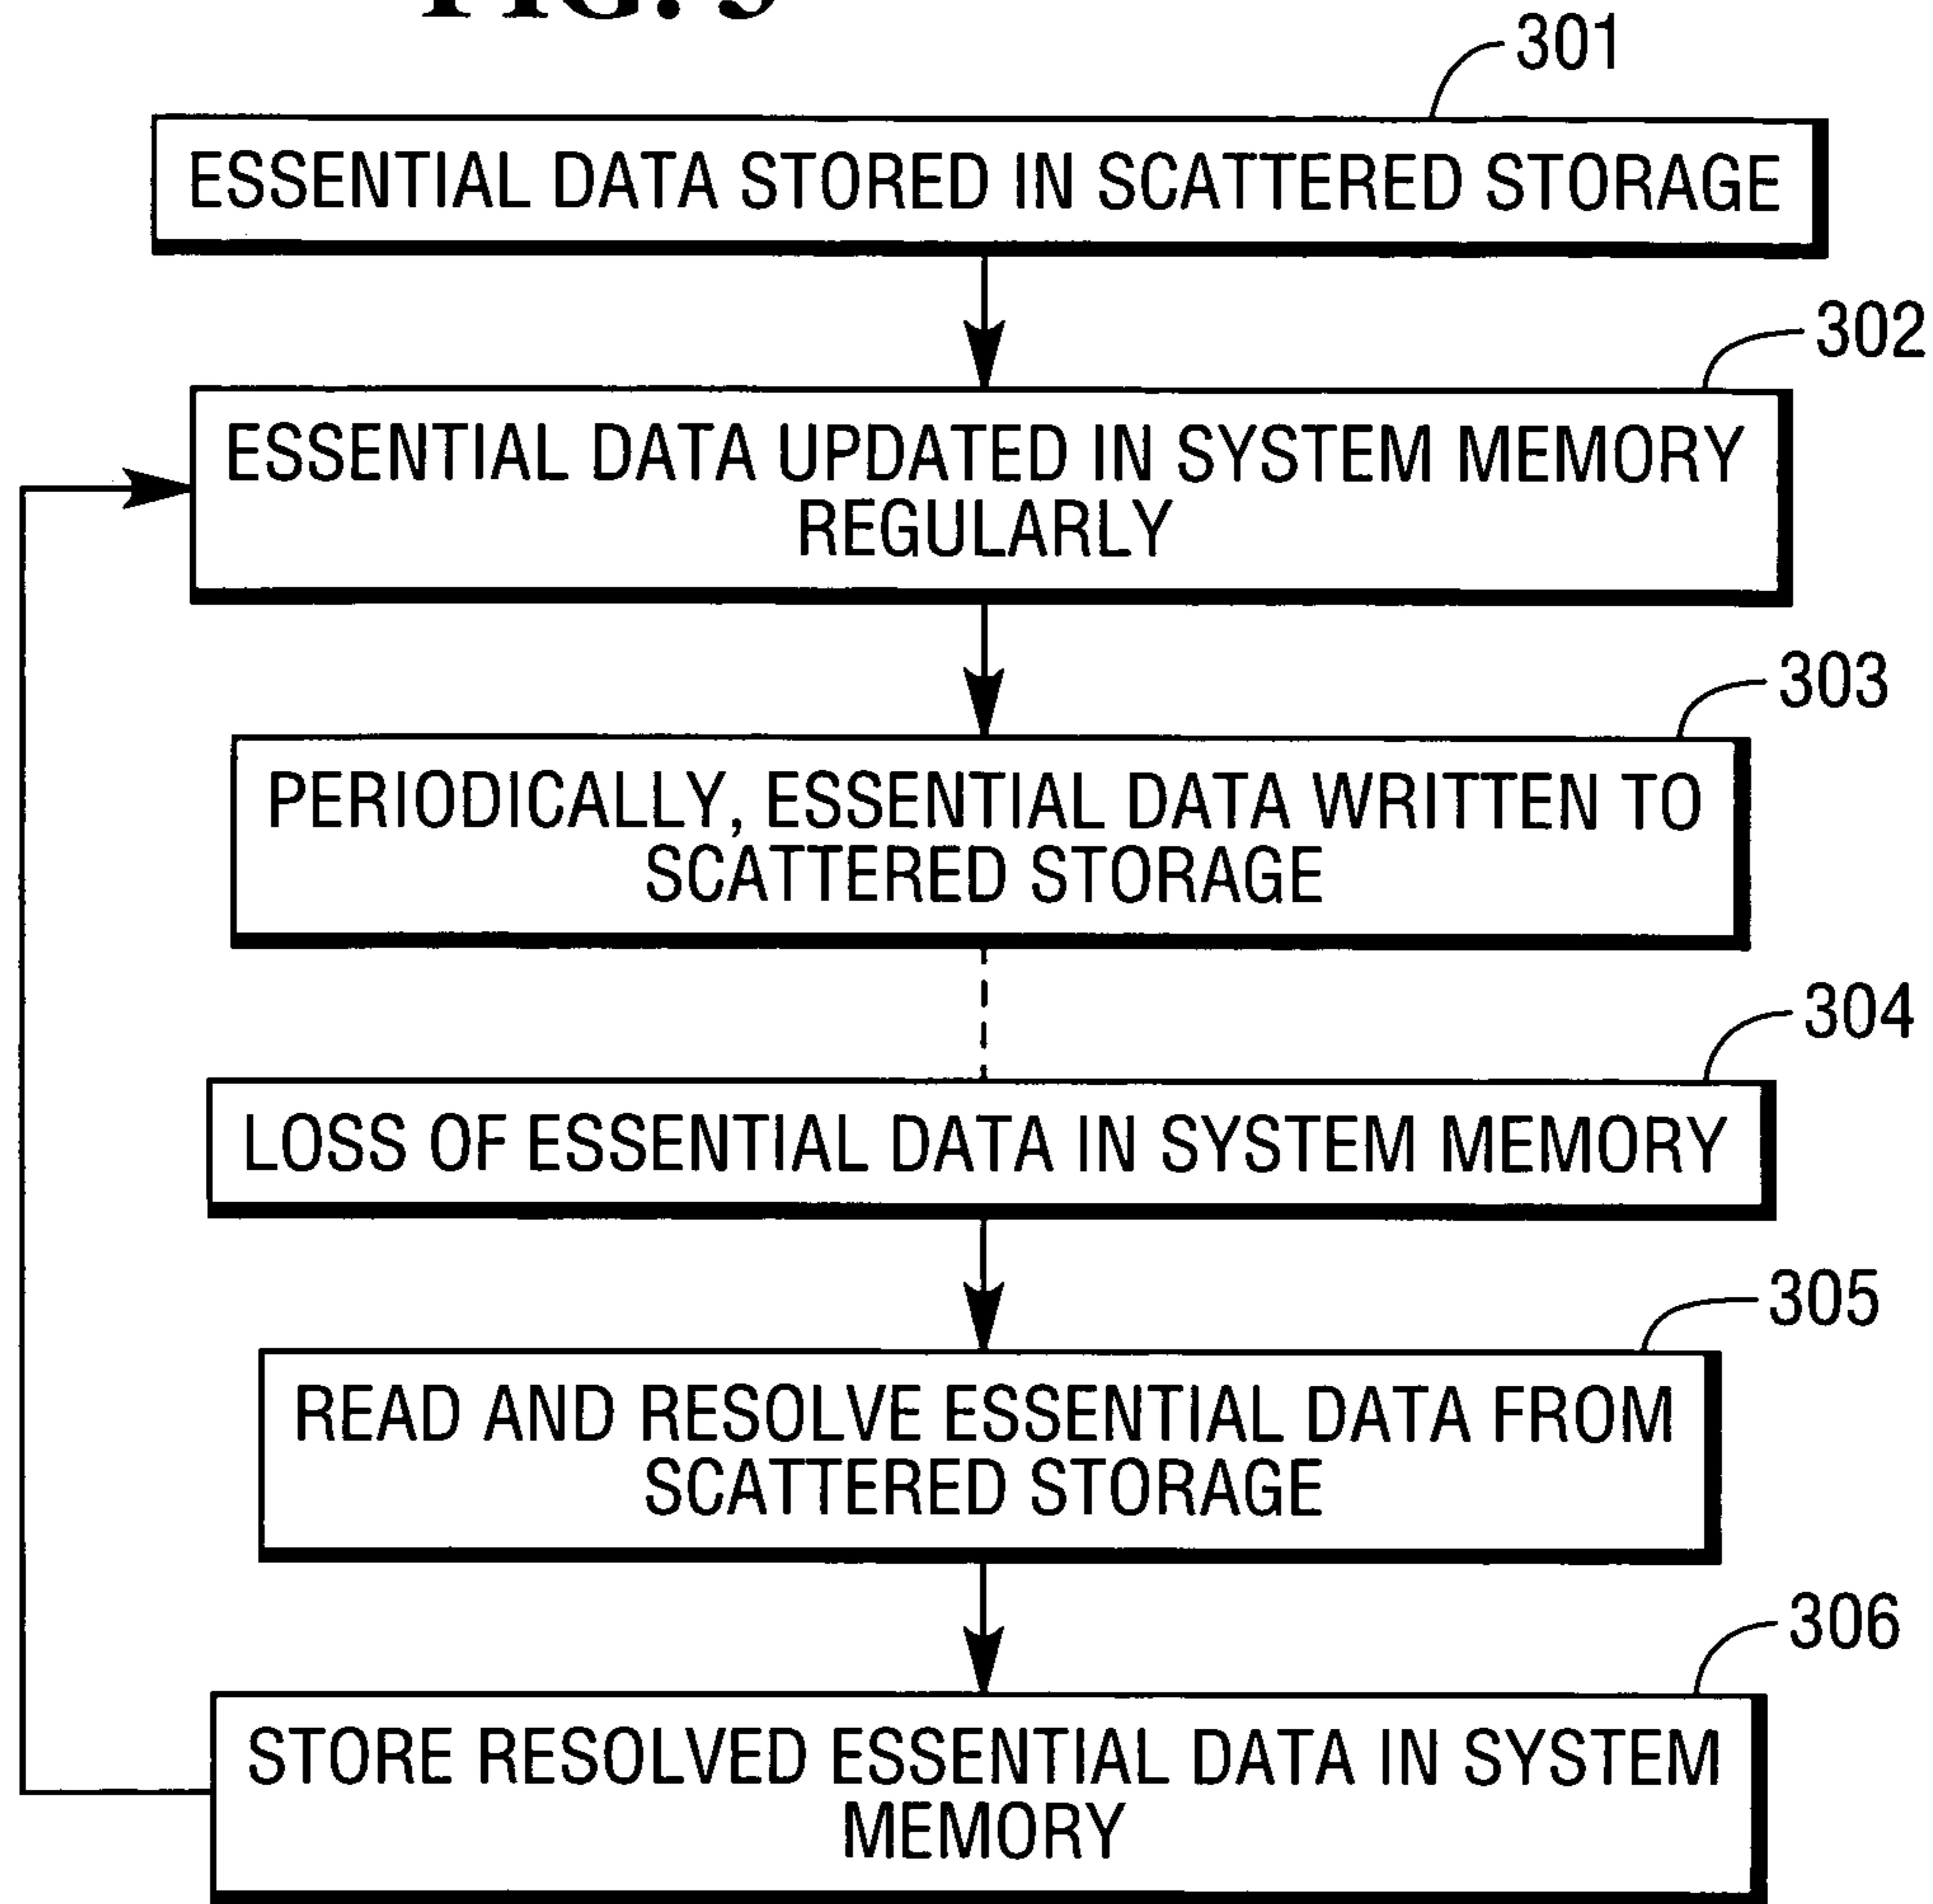 FIG. 3
301
ESSENTIAL DATA STORED IN SCATTERED STORAGE
302
ESSENTIAL DATA UPDATED IN SYSTEM MEMORY
REGULARLY
303
PERIODICALLY, ESSENTIAL DATA WRITTEN TO
SCATTERED STORAGE
304
LOSS OF ESSENTIAL DATA IN SYSTEM MEMORY
305
READ AND RESOLVE ESSENTIAL DATA FROM
SCATTERED STORAGE
306
STORE RESOLVED ESSENTIAL DATA IN SYSTEM
MEMORY